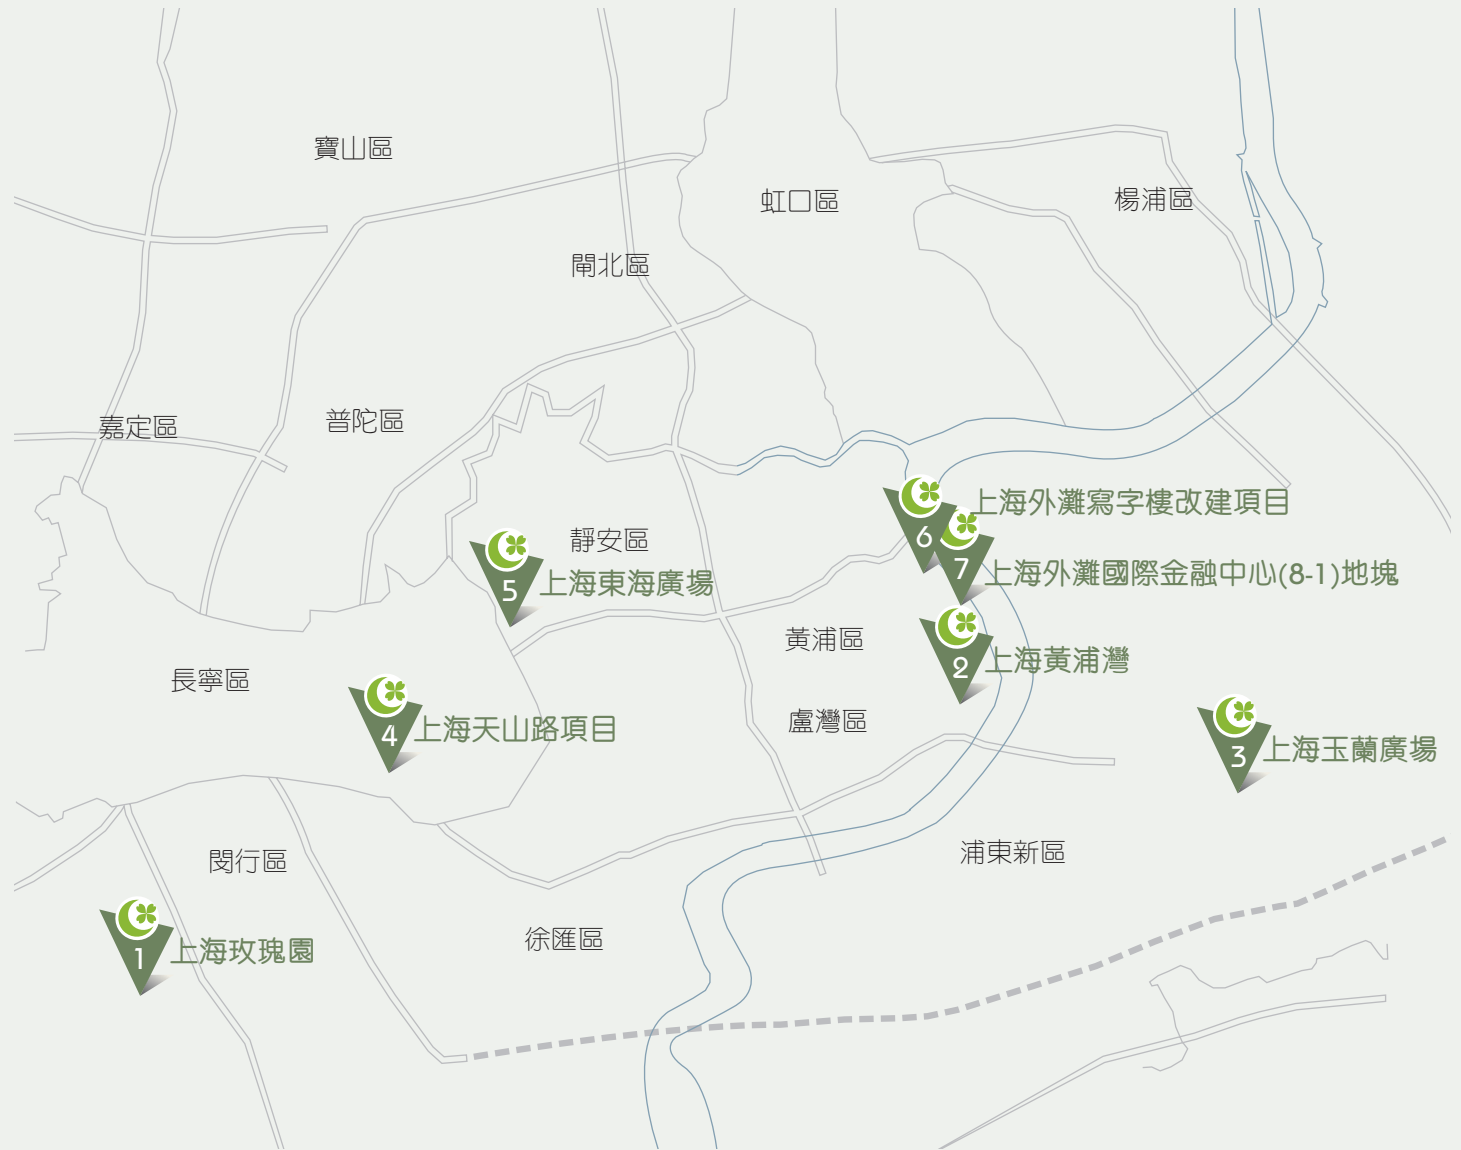 寶山區
虹口區
楊浦區
閘北區
嘉定區
普陀區
6
上海外灘寫字樓改建項目
靜安區
7
上海外灘國際金融中心(8-1)地塊
5
上海東海廣場
黃浦區
2
上海黃浦灣
長寧區
盧灣區
4
上海天山路項目
3
上海玉蘭廣場
浦東新區
閔行區
徐匯區
1
上海玫瑰園